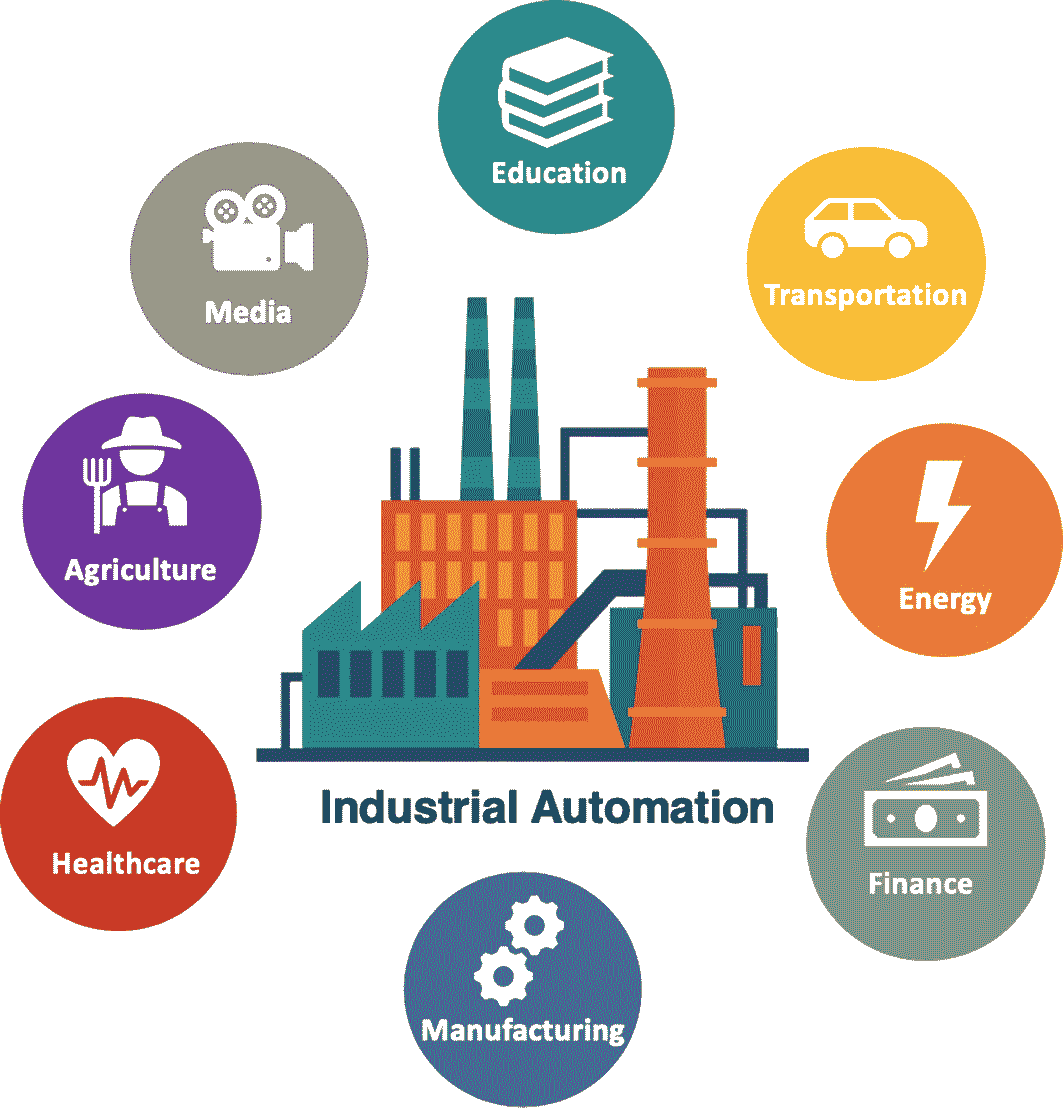 Education
Media
Transportation
Agriculture
Energy
Industrial Automation
Healthcare
Finance
Manufacturing